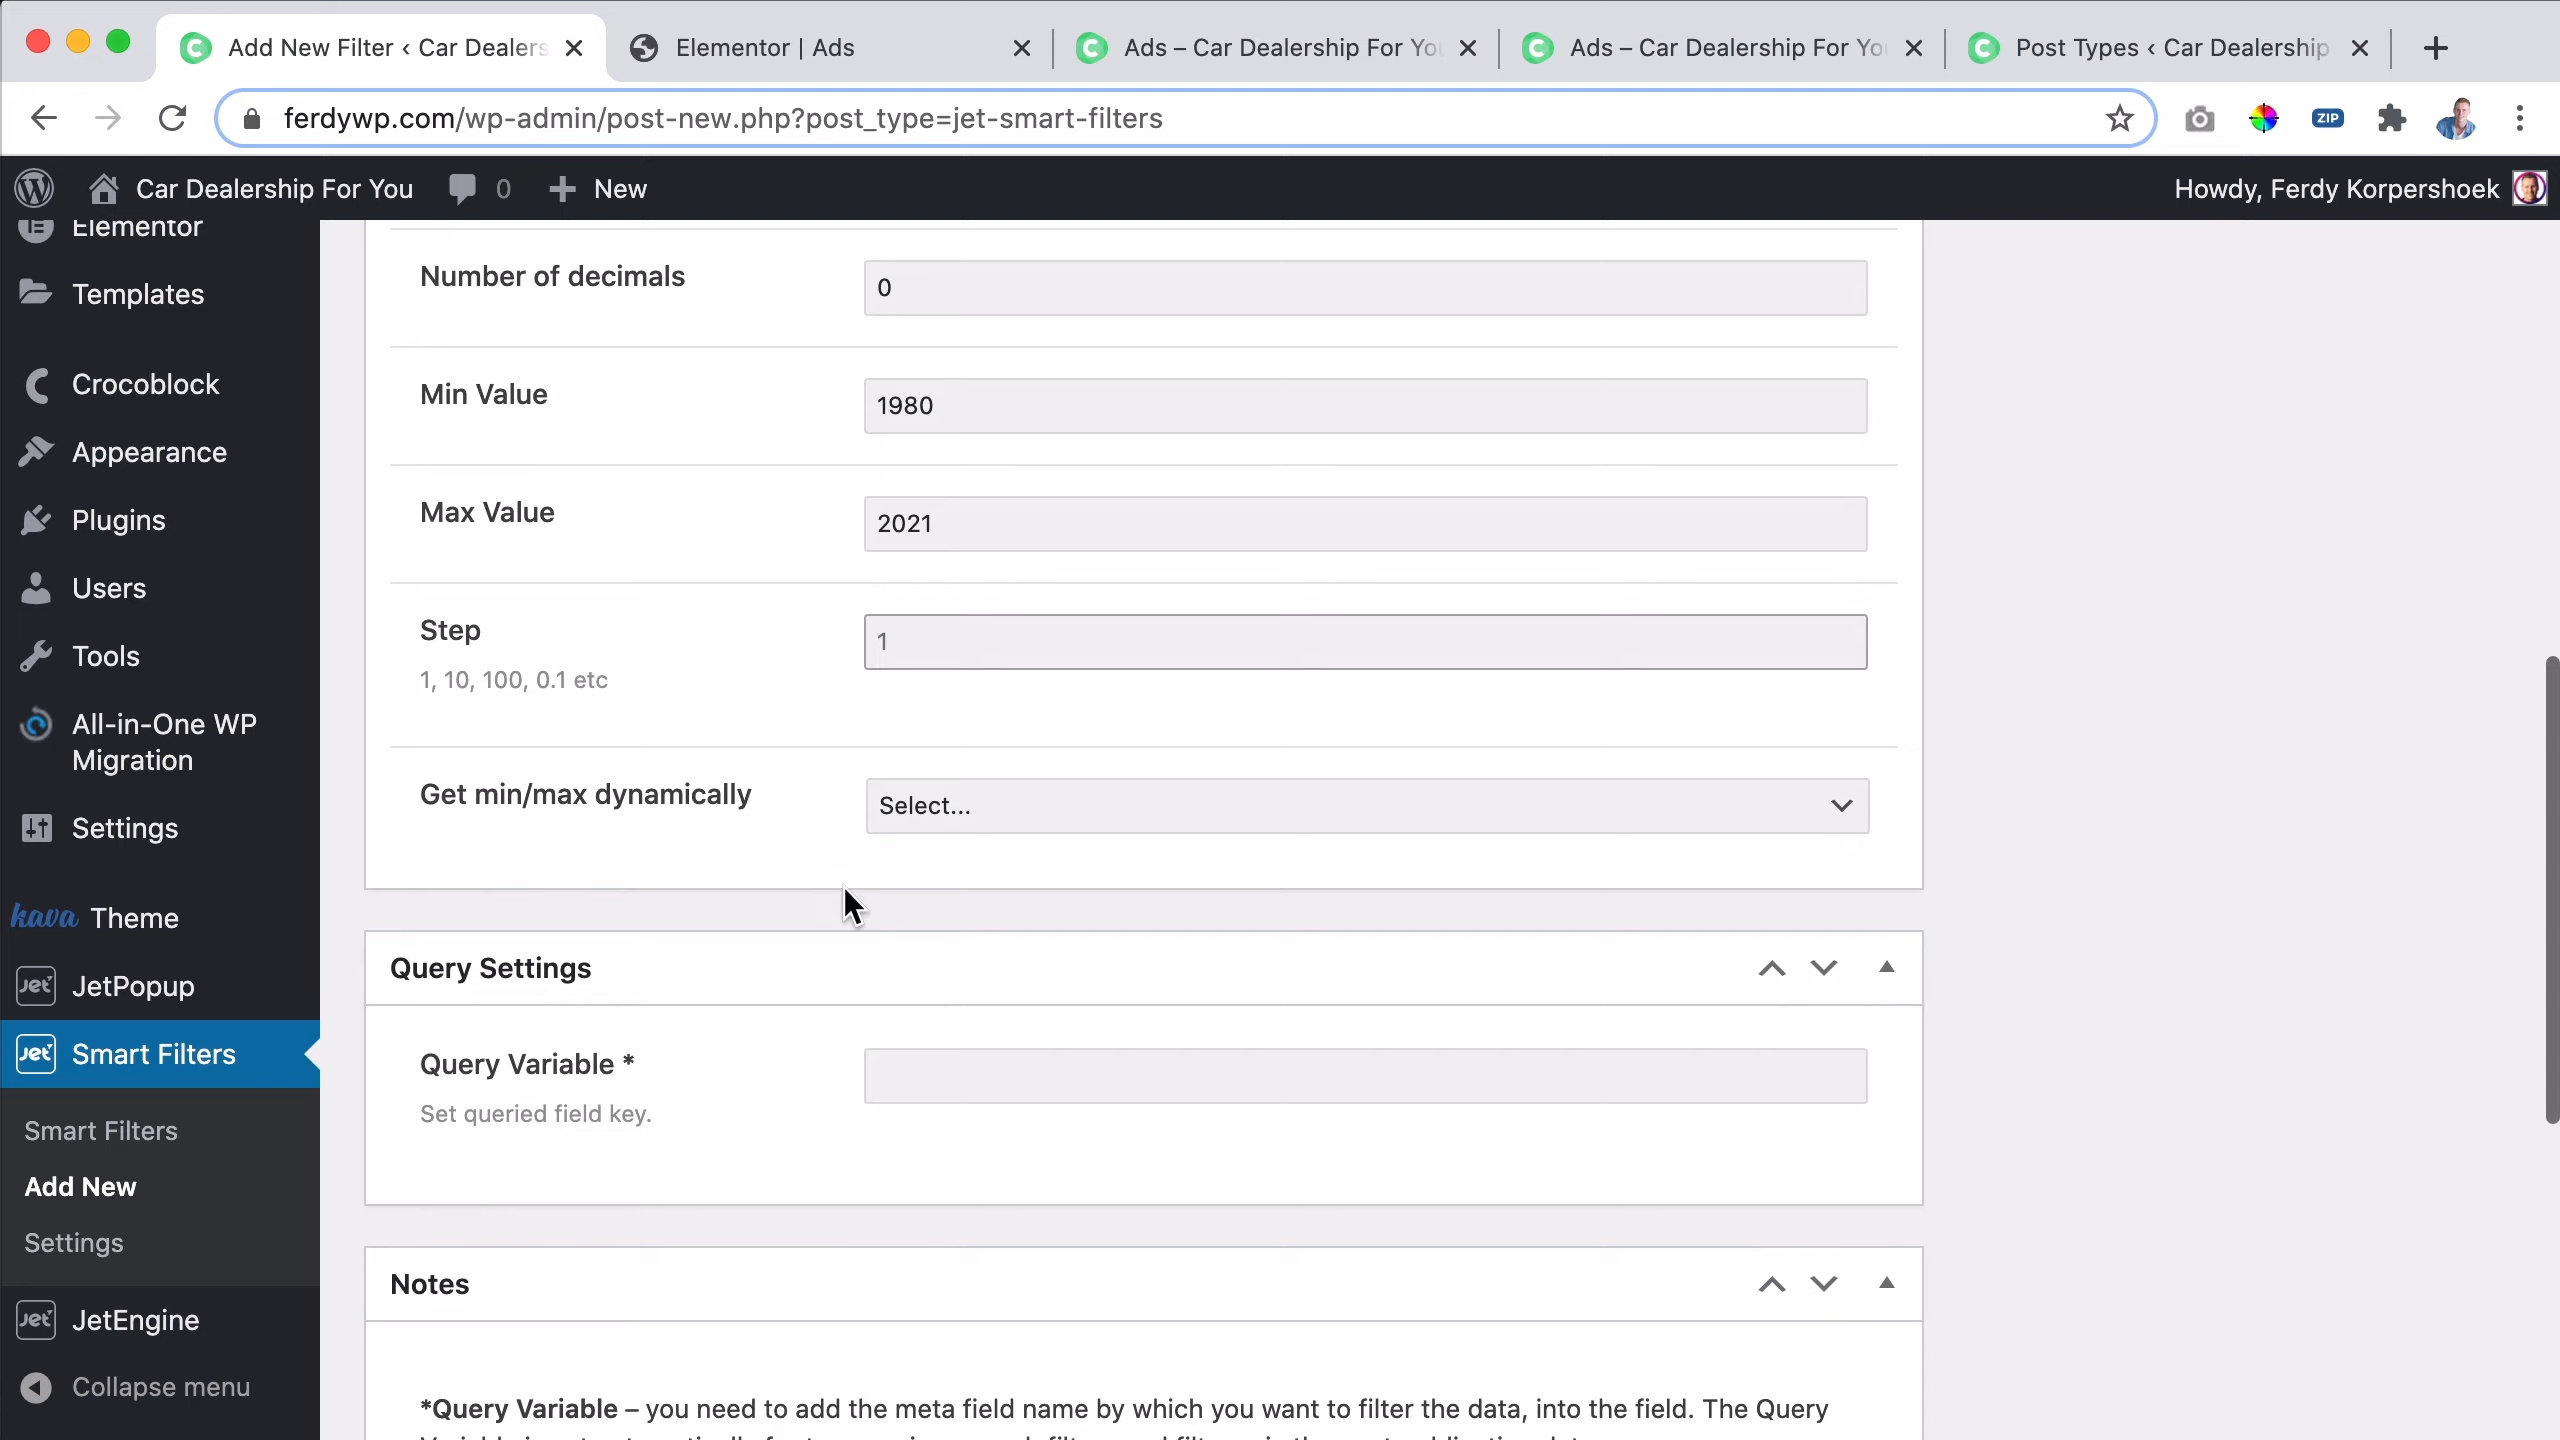 Add New Filter ‹ Car Dealers
Elementor | Ads
Ads – Car Dealership For You
Ads – Car Dealership For You
Post Types ‹ Car Dealership
ferdywp.com/wp-admin/post-new.php?post_type=jet-smart-filters
ZIP
Car Dealership For You
0
New
Howdy, Ferdy Korpershoek
Elementor
Templates
Crocoblock
Appearance
Plugins
Users
Tools
All-in-One WP
Migration
Settings
kava Theme
Jet JetPopup
Jet Smart Filters
Smart Filters
Add New
Settings
Jet JetEngine
Collapse menu
Number of decimals
0
Min Value
1980
Max Value
2021
Step
1
1, 10, 100, 0.1 etc
Get min/max dynamically
Select...
Query Settings
Query Variable *
Set queried field key.
Notes
*Query Variable – you need to add the meta field name by which you want to filter the data, into the field. The Query